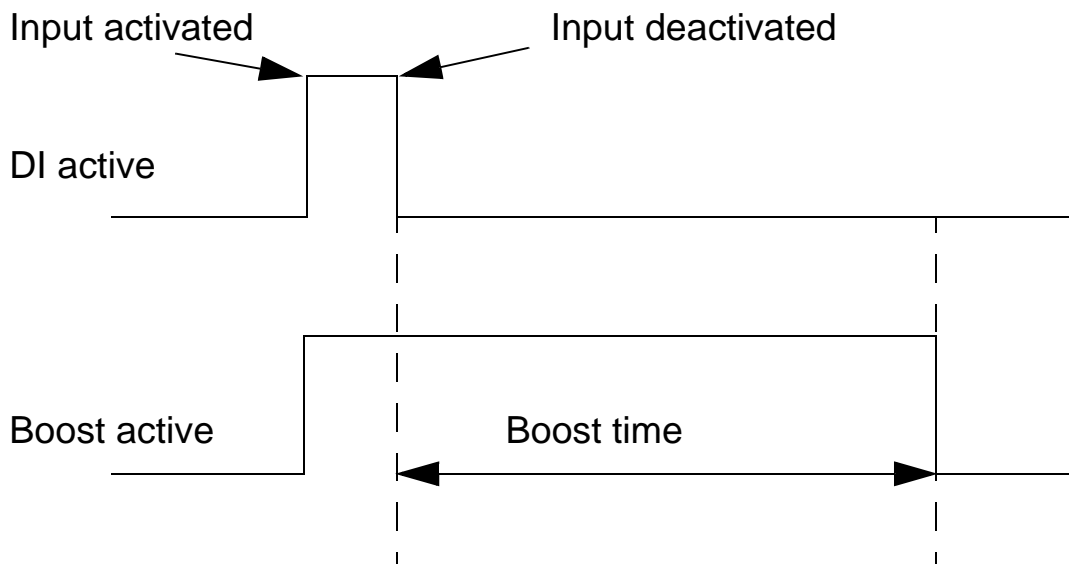 Input activated
Input deactivated
DI active
Boost active
Boost time